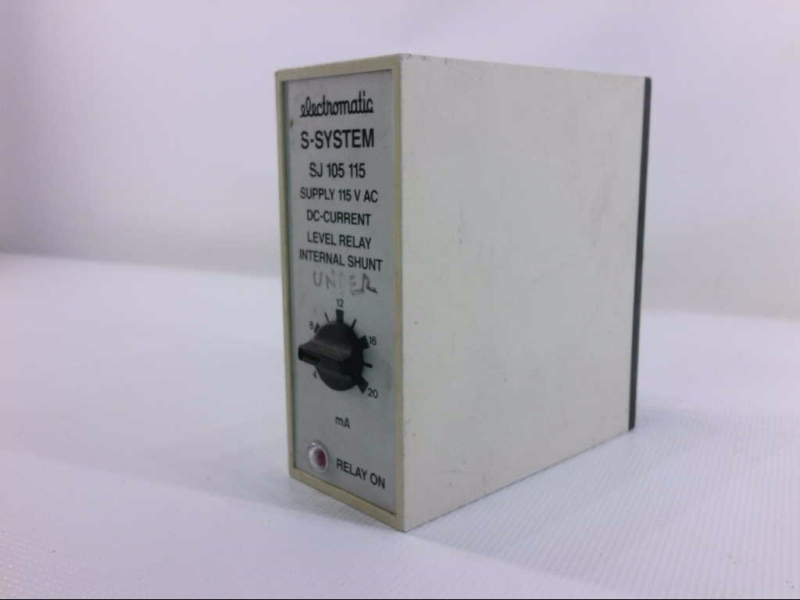 electromatic
S-SYSTEM
SJ 105 115
SUPPLY 115 V AC
DC-CURRENT
LEVEL RELAY
INTERNAL SHUNT
UNDER
12
8 16
4 20
mA
RELAY ON